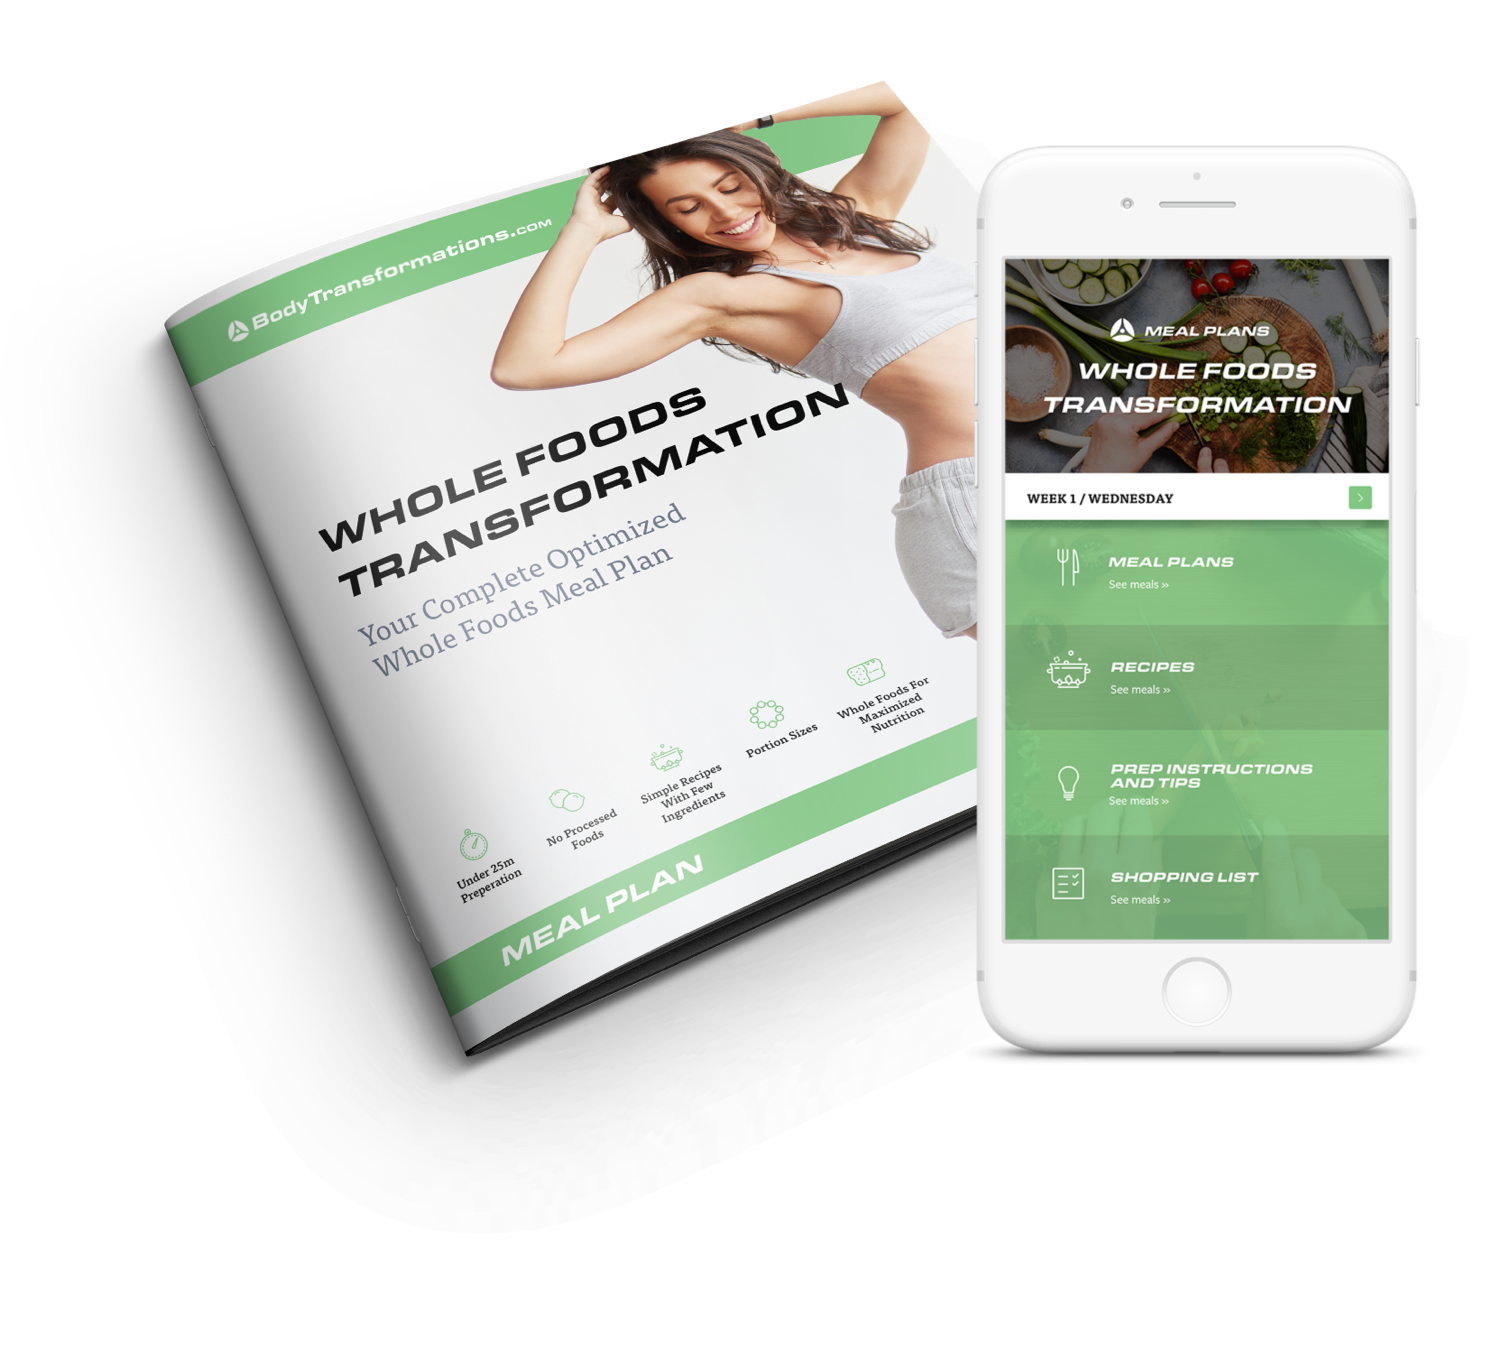 BodyTransformations.COM
WHOLE FOODS
TRANSFORMATION
Your Complete Optimized
Whole Foods Meal Plan
Under 25m
Preperation
No Processed
Foods
Simple Recipes
With Few
Ingredients
Portion Sizes
Whole Foods For
Maximized
Nutrition
MEAL PLAN
MEAL PLANS
WHOLE FOODS
TRANSFORMATION
WEEK 1 / WEDNESDAY
MEAL PLANS
See meals »
RECIPES
See meals »
PREP INSTRUCTIONS
AND TIPS
See meals »
SHOPPING LIST
See meals »